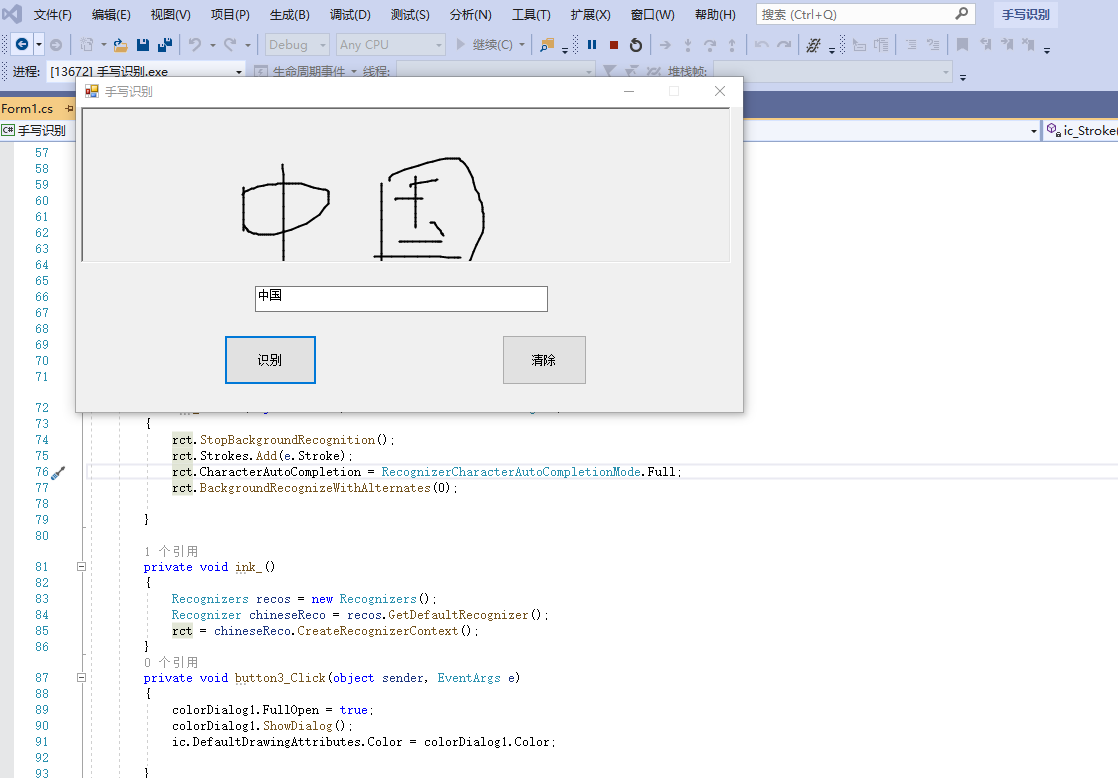 文件(F) 编辑(E) 视图(V) 项目(P) 生成(B) 调试(D) 测试(S) 分析(N) 工具(T) 扩展(X) 窗口(W) 帮助(H) 搜索 (Ctrl+Q) 手写识别
Debug Any CPU 继续(C)
进程: [13672] 手写识别.exe 生命周期事件 线程: 堆栈帧:
手写识别
Form1.cs
C# 手写识别 ic_Stroke(
中国
中国
识别 清除
57
58
59
60
61
62
63
64
65
66
67
68
69
70
71
72
73 {
74 rct.StopBackgroundRecognition();
75 rct.Strokes.Add(e.Stroke);
76 rct.CharacterAutoCompletion = RecognizerCharacterAutoCompletionMode.Full;
77 rct.BackgroundRecognizeWithAlternates(0);
78
79 }
80
1 个引用
81 private void ink_()
82 {
83 Recognizers recos = new Recognizers();
84 Recognizer chineseReco = recos.GetDefaultRecognizer();
85 rct = chineseReco.CreateRecognizerContext();
86 }
0 个引用
87 private void button3_Click(object sender, EventArgs e)
88 {
89 colorDialog1.FullOpen = true;
90 colorDialog1.ShowDialog();
91 ic.DefaultDrawingAttributes.Color = colorDialog1.Color;
92
93 }